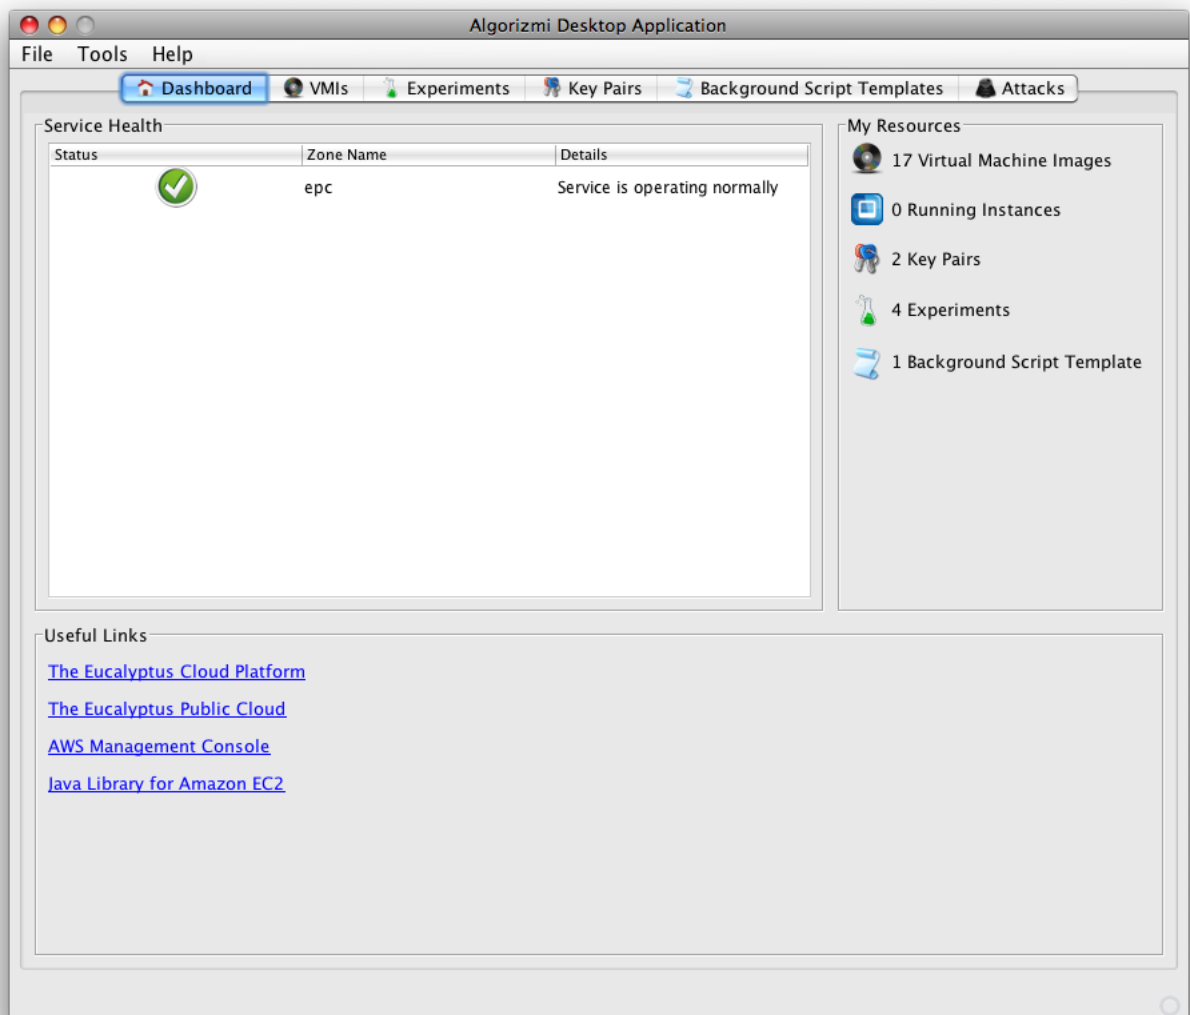 Algorizmi Desktop Application
File Tools Help
Dashboard VMIs Experiments Key Pairs Background Script Templates Attacks
Service Health
Status Zone Name Details
epc Service is operating normally
My Resources
17 Virtual Machine Images
0 Running Instances
2 Key Pairs
4 Experiments
1 Background Script Template
Useful Links
The Eucalyptus Cloud Platform
The Eucalyptus Public Cloud
AWS Management Console
Java Library for Amazon EC2